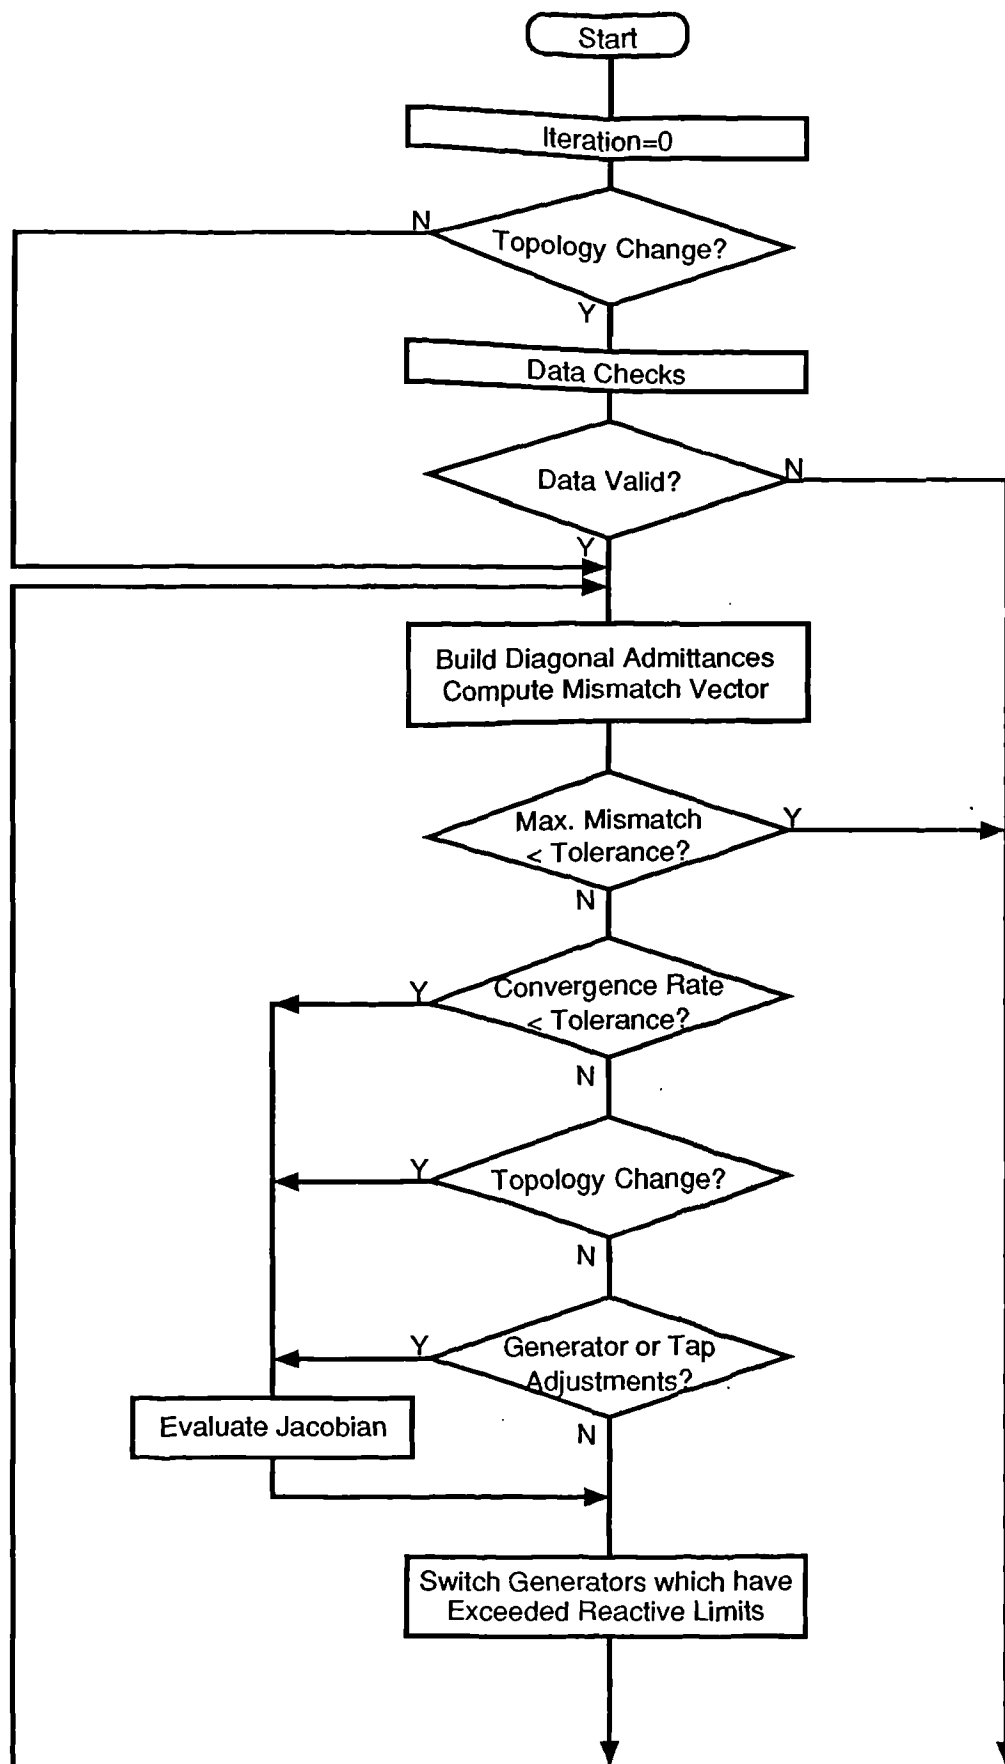 Start
Iteration=0
N
Topology Change?
Y
Data Checks
Data Valid?
N
Y
Build Diagonal Admittances
Compute Mismatch Vector
Max. Mismatch
< Tolerance?
Y
N
Y
Convergence Rate
< Tolerance?
N
Y
Topology Change?
N
Y
Generator or Tap
Adjustments?
Evaluate Jacobian
N
Switch Generators which have
Exceeded Reactive Limits